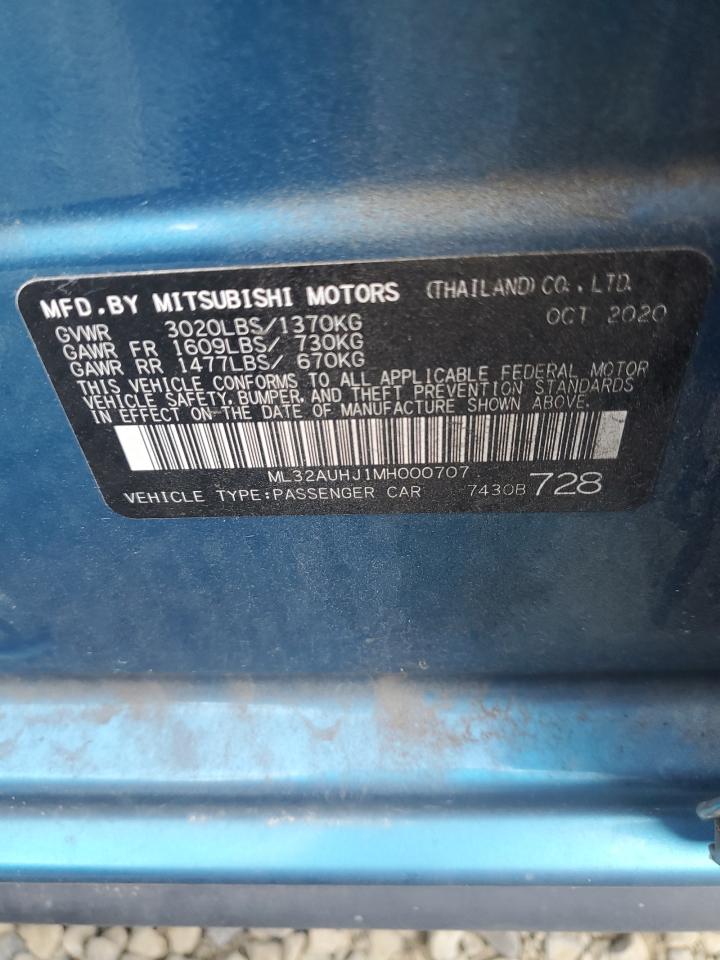 MFD.BY MITSUBISHI MOTORS (THAILAND) CO.,LTD.
GVWR 3020LBS/1370KG OCT 2020
GAWR FR 1609LBS/ 730KG
GAWR RR 1477LBS/ 670KG
THIS VEHICLE CONFORMS TO ALL APPLICABLE FEDERAL MOTOR
VEHICLE SAFETY, BUMPER, AND THEFT PREVENTION STANDARDS
IN EFFECT ON THE DATE OF MANUFACTURE SHOWN ABOVE.
ML32AUHJ1MH000707
VEHICLE TYPE:PASSENGER CAR 7430B 728